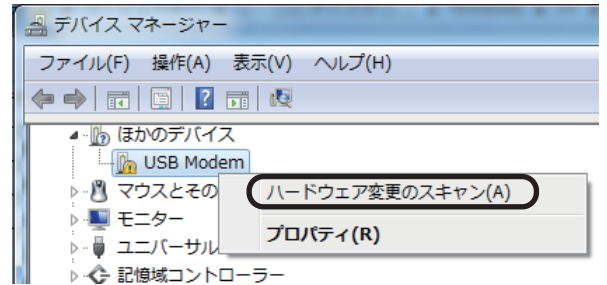 デバイス マネージャー
ファイル(F) 操作(A) 表示(V) ヘルプ(H)
ほかのデバイス
USB Modem
マウスとその
ハードウェア変更のスキャン(A)
モニター
プロパティ(R)
ユニバーサル
記憶域コントローラー